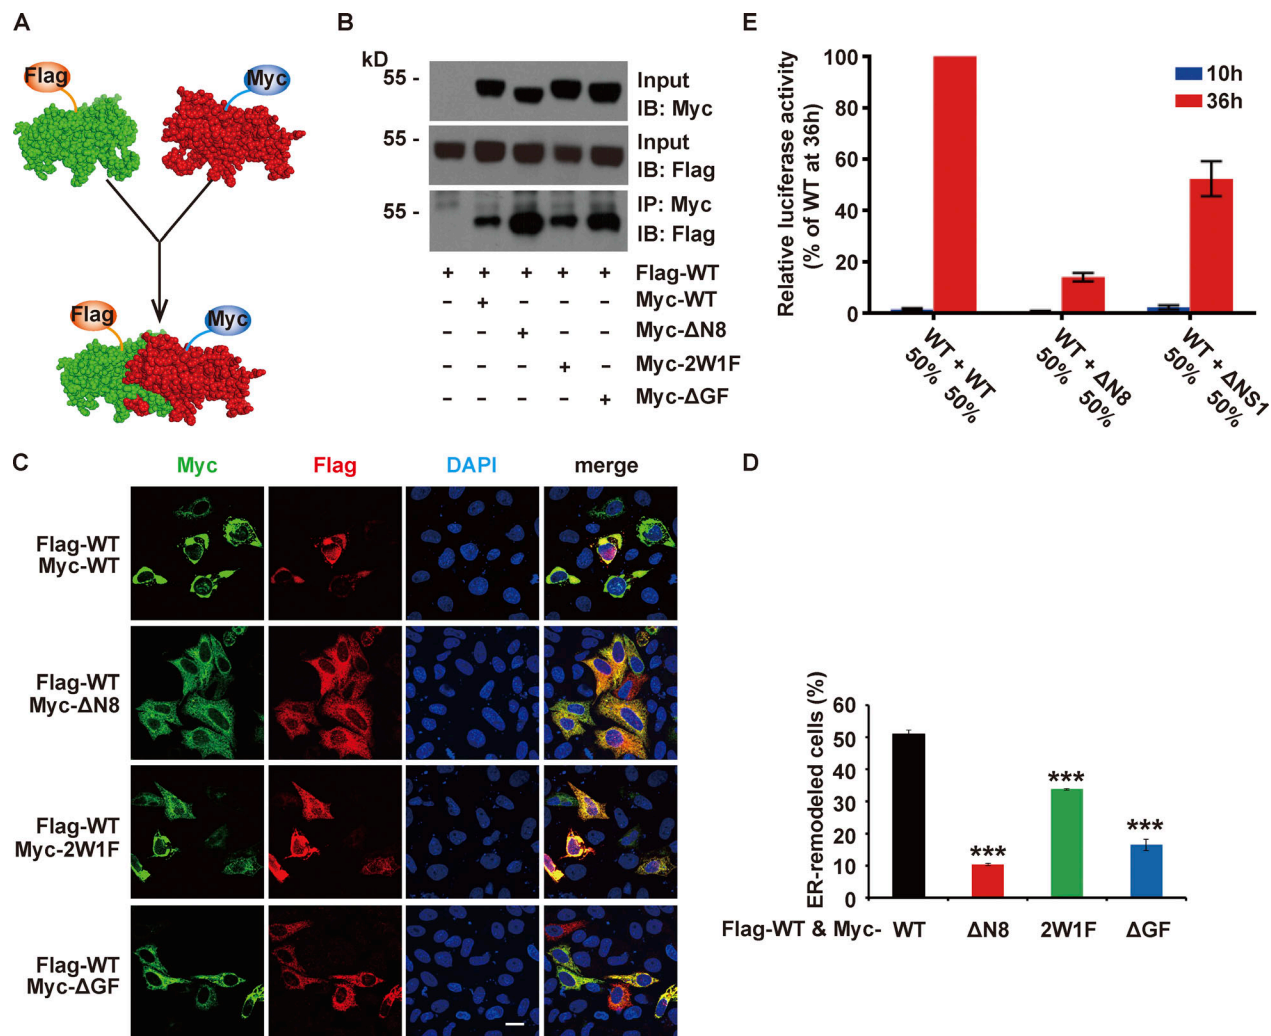 A
Flag
Myc
Flag
Myc
B
kD
55 -
Input
IB: Myc
55 -
Input
IB: Flag
55 -
IP: Myc
IB: Flag
+ + + + + Flag-WT
- + - - - Myc-WT
- - + - - Myc-ΔN8
- - - + - Myc-2W1F
- - - - + Myc-ΔGF
E
Relative luciferase activity
(% of WT at 36h)
100
80
60
40
20
0
10h
36h
WT + WT
50% 50%
WT + ΔN8
50% 50%
WT + ΔNS1
50% 50%
C
Myc Flag DAPI merge
Flag-WT
Myc-WT
Flag-WT
Myc-ΔN8
Flag-WT
Myc-2W1F
Flag-WT
Myc-ΔGF
D
ER-remodeled cells (%)
60
50
40
30
20
10
0
***
***
***
Flag-WT & Myc- WT ΔN8 2W1F ΔGF